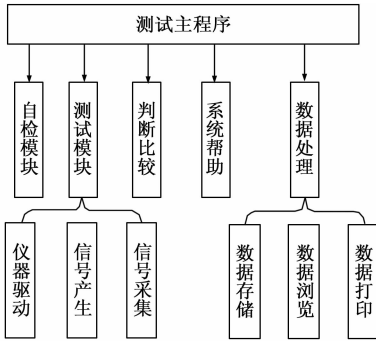 测试主程序
自检模块
测试模块
判断比较
系统帮助
数据处理
仪器驱动
信号产生
信号采集
数据存储
数据浏览
数据打印